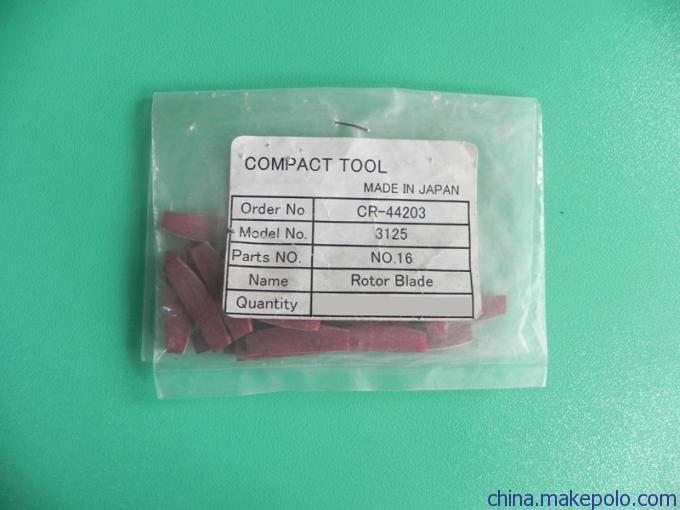 COMPACT TOOL
MADE IN JAPAN
Order No CR-44203
Model No. 3125
Parts NO. NO.16
Name Rotor Blade
Quantity
china.makepolo.com